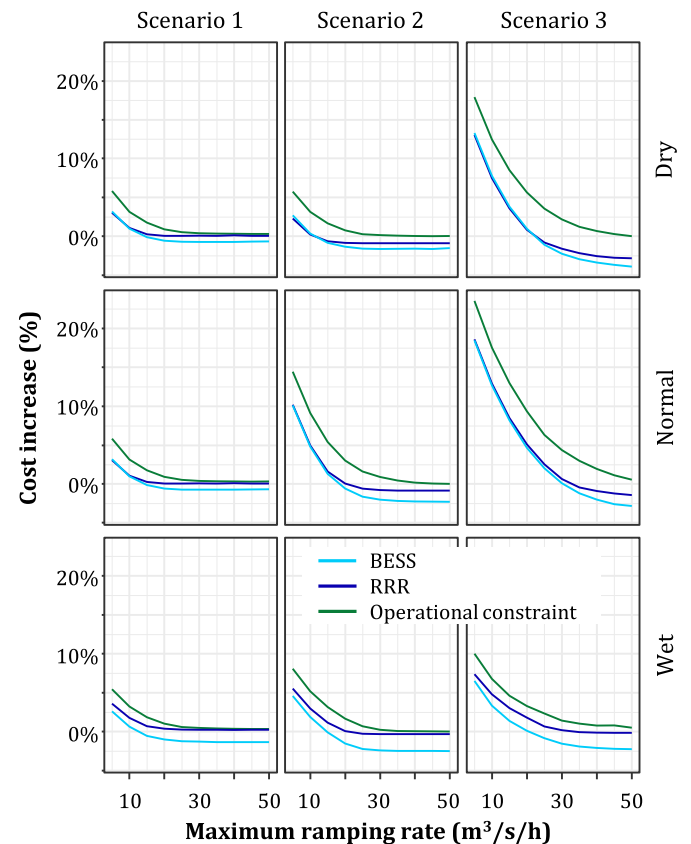 Scenario 1 Scenario 2 Scenario 3
20%
10%
0%
Dry
20%
10%
0%
Normal
Cost increase (%)
BESS
RRR
Operational constraint
20%
10%
0%
Wet
10 30 50 10 30 50 10 30 50
Maximum ramping rate (m³/s/h)